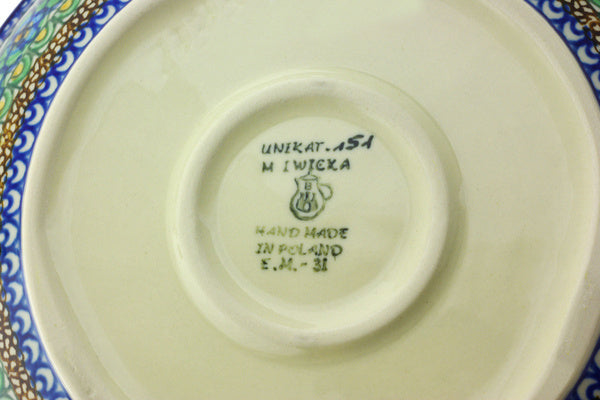 UNIKAT. 151
M IWICKA
HAND MADE
IN POLAND
E.M. - 31